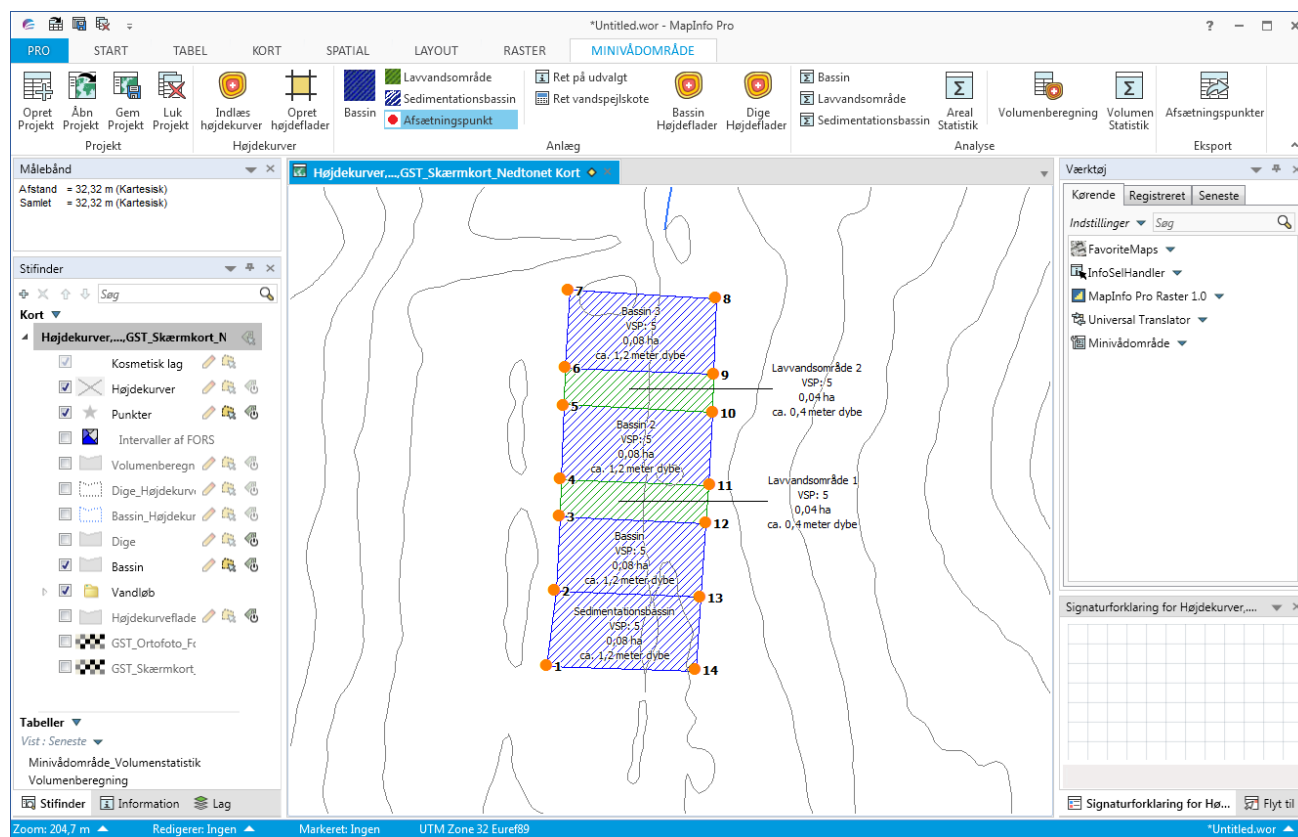 *Untitled.wor - MapInfo Pro
PRO START TABEL KORT SPATIAL LAYOUT RASTER MINIVÅDOMRÅDE
Opret Projekt
Åbn Projekt
Gem Projekt
Luk Projekt
Projekt
Indlæs højdekurver
Opret højdeflader
Højdekurver
Bassin
Lavvandsområde
Sedimentationsbassin
Afsætningspunkt
Ret på udvalgt
Ret vandspejlskote
Bassin Højdeflader
Dige Højdeflader
Anlæg
Bassin
Lavvandsområde
Sedimentationsbassin
Areal Statistik
Volumenberegning
Volumen Statistik
Analyse
Afsætningspunkter
Eksport
Målebånd
Afstand = 32,32 m (Kartesisk)
Samlet = 32,32 m (Kartesisk)
Stifinder
Søg
Kort
Højdekurver,...,GST_Skærmkort_N
Kosmetisk lag
Højdekurver
Punkter
Intervaller af FORS
Volumenberegn
Dige_Højdekurv
Bassin_Højdekur
Dige
Bassin
Vandløb
Højdekurveflade
GST_Ortofoto_Fo
GST_Skærmkort_
Tabeller
Vist : Seneste
Minivådområde_Volumenstatistik
Volumenberegning
Stifinder Information Lag
Højdekurver,...,GST_Skærmkort_Nedtonet Kort
7
8
Bassin 3
VSP: 5
0,08 ha
ca. 1,2 meter dybe
6
9
Lavvandsområde 2
VSP: 5
0,04 ha
ca. 0,4 meter dybe
5
10
Bassin 2
VSP: 5
0,08 ha
ca. 1,2 meter dybe
4
11
Lavvandsområde 1
VSP: 5
0,04 ha
ca. 0,4 meter dybe
3
12
Bassin
VSP: 5
0,08 ha
ca. 1,2 meter dybe
2
13
Sedimentationsbassin
VSP: 5
0,08 ha
ca. 1,2 meter dybe
1
14
Værktøj
Kørende Registreret Seneste
Indstillinger Søg
FavoriteMaps
InfoSelHandler
MapInfo Pro Raster 1.0
Universal Translator
Minivådområde
Signaturforklaring for Højdekurver,....
Signaturforklaring for Hø... Flyt til
Zoom: 204,7 m Redigerer: Ingen Markeret: Ingen UTM Zone 32 Euref89 *Untitled.wor